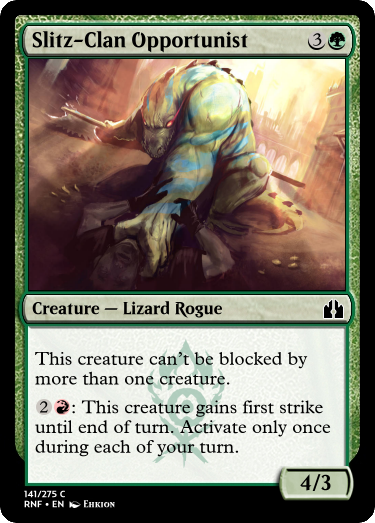 Slitz-Clan Opportunist 3
Creature — Lizard Rogue
This creature can't be blocked by
more than one creature.
2 : This creature gains first strike
until end of turn. Activate only once
during each of your turn.
4/3
141/275 C
RNF • EN Ehkion